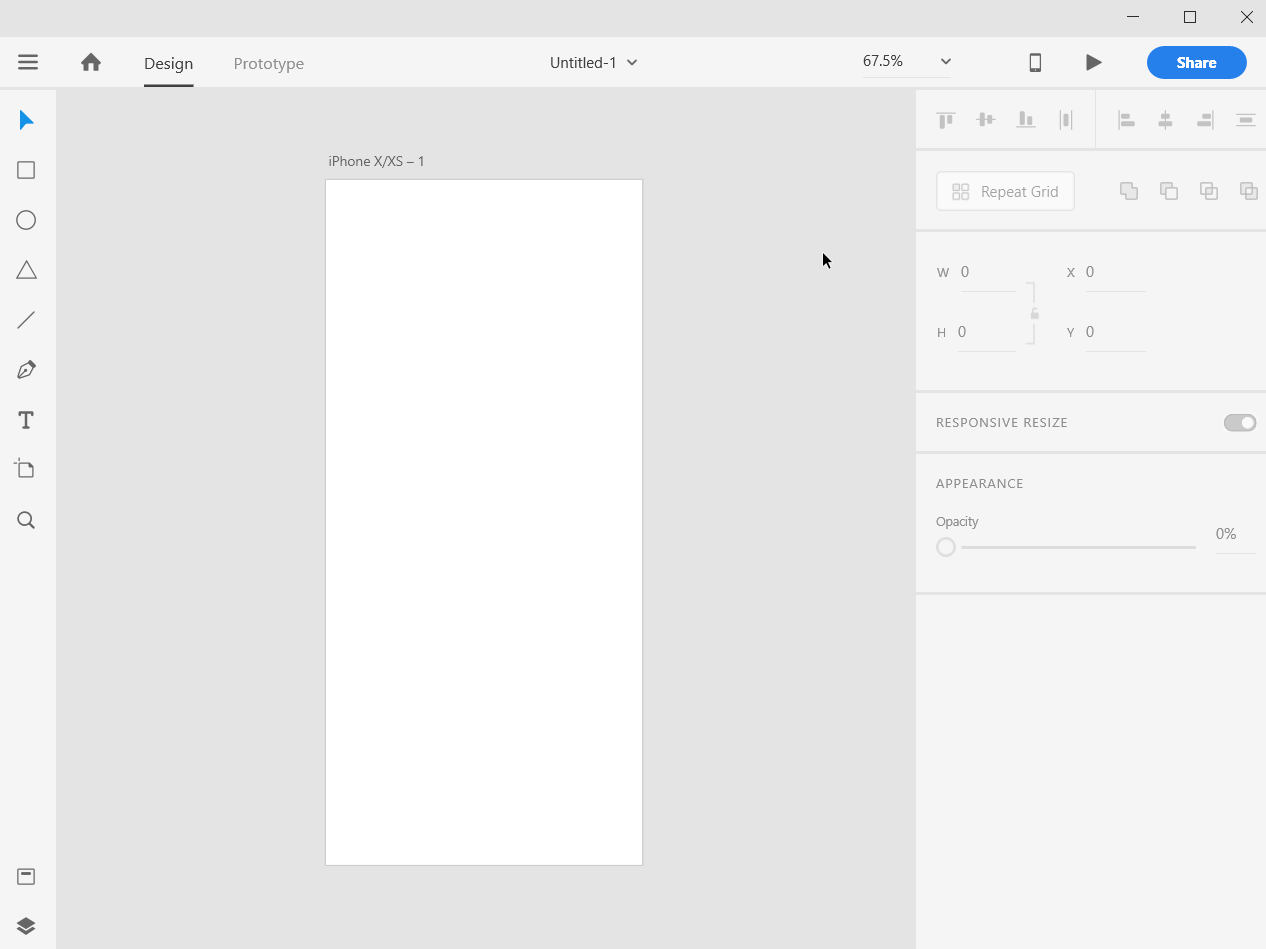 Design Prototype Untitled-1 67.5% Share
iPhone X/XS – 1
Repeat Grid
W 0 X 0
H 0 Y 0
RESPONSIVE RESIZE
APPEARANCE
Opacity
0%